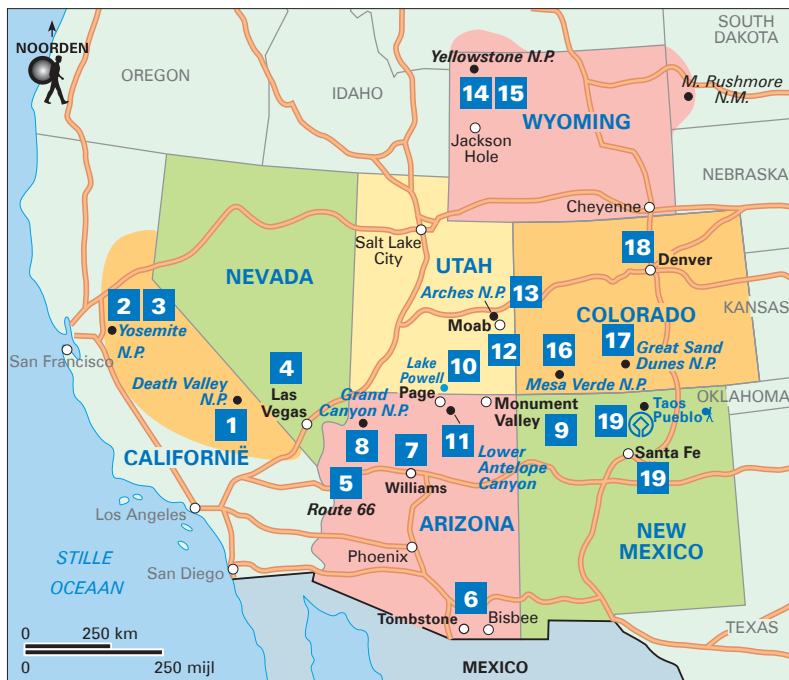 NOORDEN
OREGON
IDAHO
SOUTH
DAKOTA
Yellowstone N.P.
14 15
M. Rushmore
N.M.
WYOMING
Jackson
Hole
NEBRASKA
Cheyenne
Salt Lake
City
18
Denver
NEVADA
UTAH
Arches N.P.
13
COLORADO
KANSAS
2 3
Yosemite
N.P.
San Francisco
Moab
12
16
17
Great Sand
Dunes N.P.
Mesa Verde N.P.
4
Las
Vegas
Death Valley
N.P.
1
Lake
Powell
10
Page
Grand
Canyon N.P.
8
OKLAHOMA
Monument
Valley
9
19
Taos
Pueblo
CALIFORNIË
7
Williams
11
Lower
Antelope
Canyon
Santa Fe
19
5
Route 66
Los Angeles
ARIZONA
NEW
MEXICO
STILLE
OCEAAN
Phoenix
San Diego
6
Tombstone
Bisbee
TEXAS
0 250 km
0 250 mijl
MEXICO